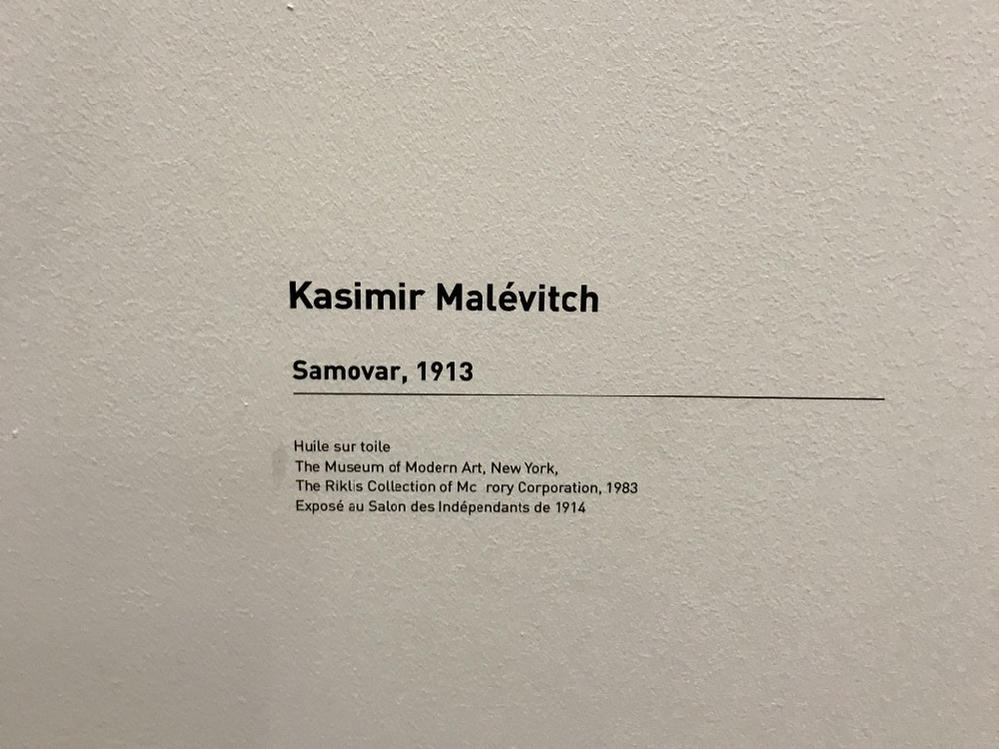 Kasimir Malévitch
Samovar, 1913
Huile sur toile
The Museum of Modern Art, New York,
The Riklis Collection of Mc rory Corporation, 1983
Exposé au Salon des Indépendants de 1914